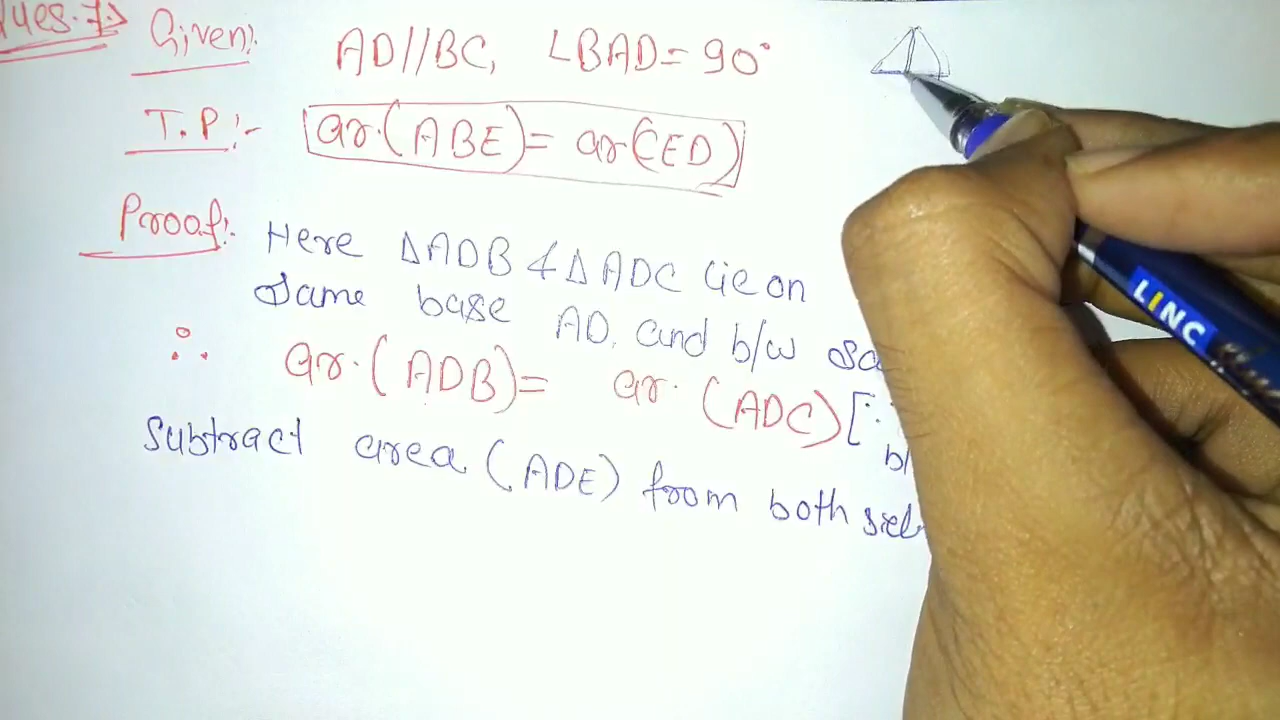 Ques.7.>
Given:
AD//BC, ∠BAD = 90°
T.P:-
ar.(ABE) = ar(CED)
Proof:
Here ΔADB & ΔADC lie on
same base AD, and b/w
∴ ar.(ADB) = ar. (ADC) [∵
Subtract area (ADE) from both
LINC